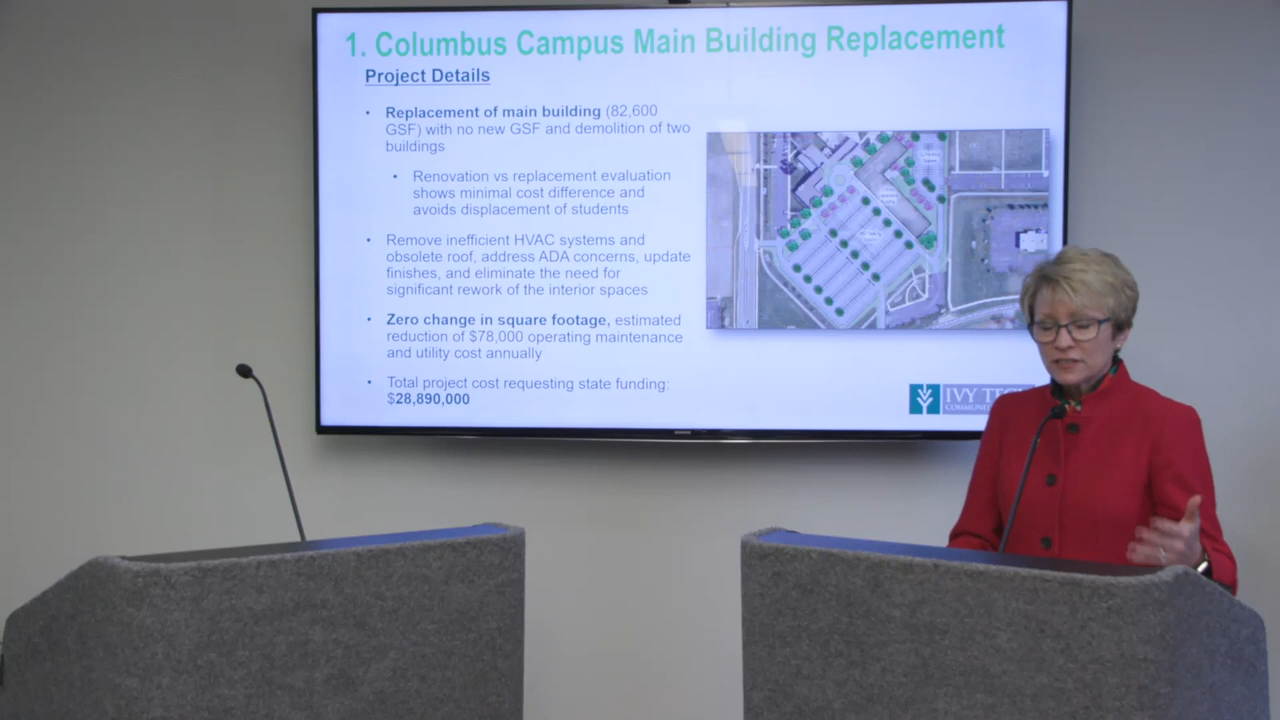 1. Columbus Campus Main Building Replacement
Project Details
• Replacement of main building (82,600
GSF) with no new GSF and demolition of two
buildings
• Renovation vs replacement evaluation
shows minimal cost difference and
avoids displacement of students
• Remove inefficient HVAC systems and
obsolete roof, address ADA concerns, update
finishes, and eliminate the need for
significant rework of the interior spaces
• Zero change in square footage, estimated
reduction of $78,000 operating maintenance
and utility cost annually
• Total project cost requesting state funding:
$28,890,000
IVY TEC
COMMUNI